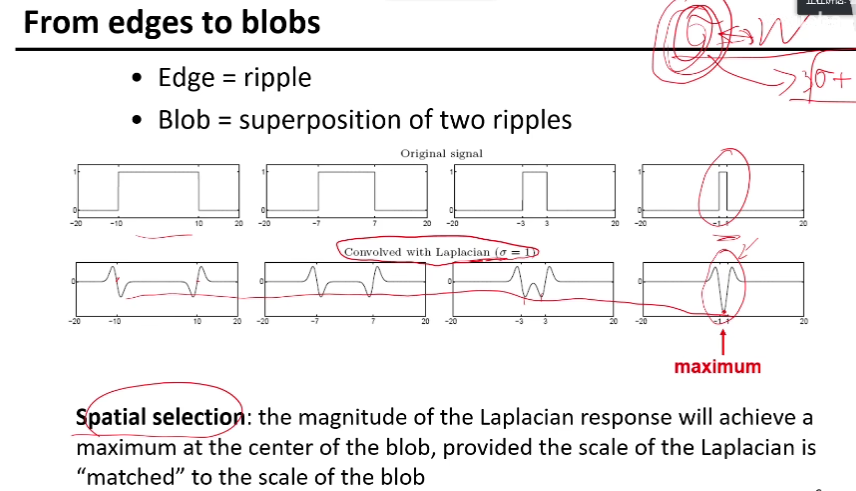 From edges to blobs
• Edge = ripple
• Blob = superposition of two ripples
Original signal
1 1 1 1
0 0 0 0
-20 -10 10 20 -20 -7 7 20 -20 -3 3 20 -20 -1 1 20
Convolved with Laplacian (σ = 1)
0 0 0 0
-20 -10 10 20 -20 -7 7 20 -20 -3 3 20 -20 -1 1 20
maximum
Spatial selection: the magnitude of the Laplacian response will achieve a
maximum at the center of the blob, provided the scale of the Laplacian is
“matched” to the scale of the blob